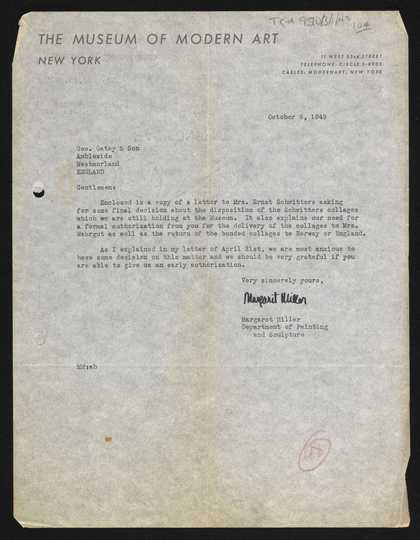 THE MUSEUM OF MODERN ART
NEW YORK
11 WEST 53rd STREET
TELEPHONE: CIRCLE 5-8900
CABLES: MODERNART, NEW YORK
October 6, 1949
Geo. Gatey & Son
Ambleside
Westmorland
ENGLAND
Gentlemen:
Enclosed is a copy of a letter to Mrs. Ernst Schwitters asking
for some final decision about the disposition of the Schwitters collages
which we are still holding at the Museum. It also explains our need for
a formal authorization from you for the delivery of the collages to Mrs.
as well as the return of the bonded collages to Norway or England.
As I explained in my letter of April 21st, we are most anxious to
have some decision on this matter and we should be very grateful if you
are able to give us an early authorization.
Very sincerely yours,
Margaret Miller
Margaret Miller
Department of Painting
and Sculpture
MM:sb